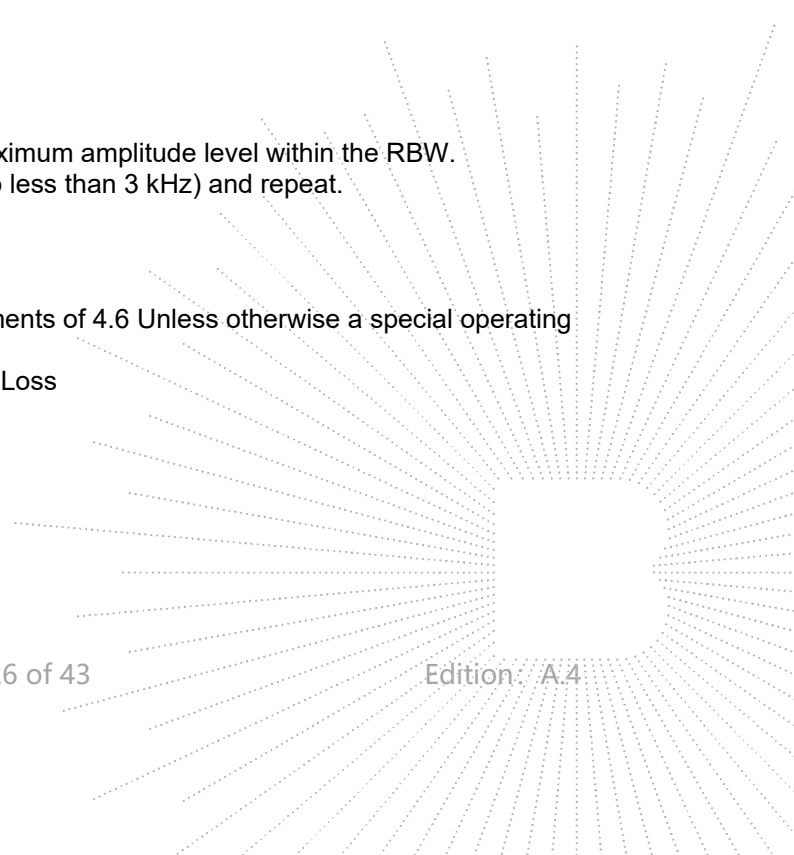 ximum amplitude level within the RBW.
less than 3 kHz) and repeat.
ments of 4.6 Unless otherwise a special operating
Loss
6 of 43
Edition: A.4